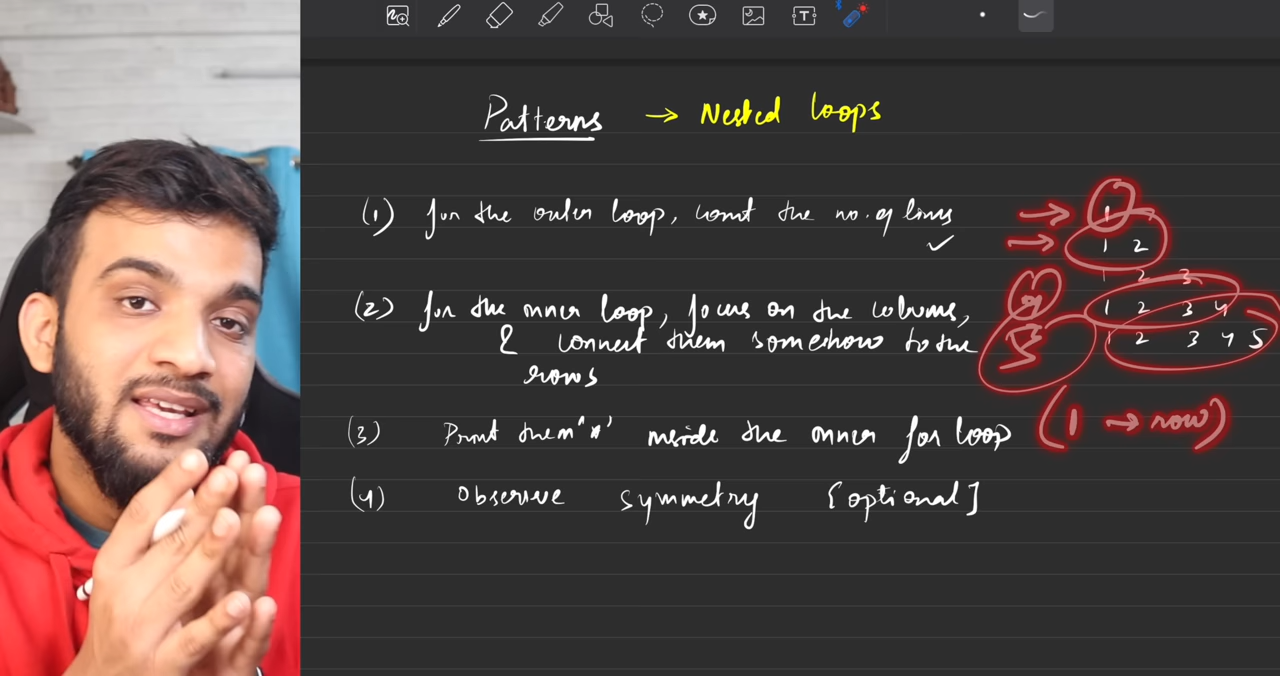 Patterns → Nested loops
(1) for the outer loop, count the no. of lines ✓
(2) for the inner loop, focus on the columns,
& connect them somehow to the
rows
(3) Print them '*' inside the inner for loop
(4) Observe symmetry [optional]
1
1 2
1 2 3
1 2 3 4
1 2 3 4 5
(1 → row)